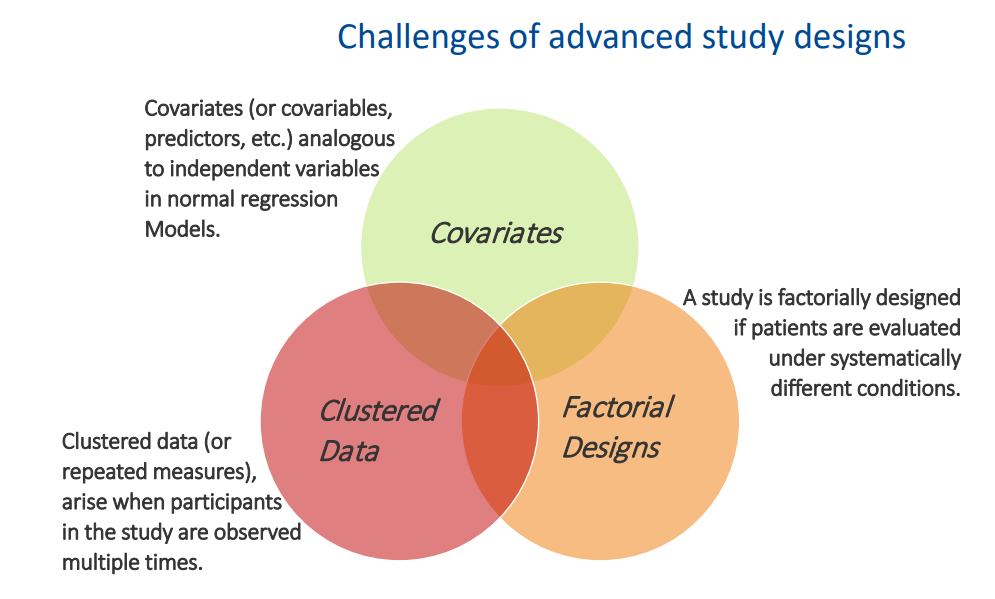 Challenges of advanced study designs
Covariates (or covariables,
predictors, etc.) analogous
to independent variables
in normal regression
Models.
Covariates
A study is factorially designed
if patients are evaluated
under systematically
different conditions.
Clustered
Data
Factorial
Designs
Clustered data (or
repeated measures),
arise when participants
in the study are observed
multiple times.